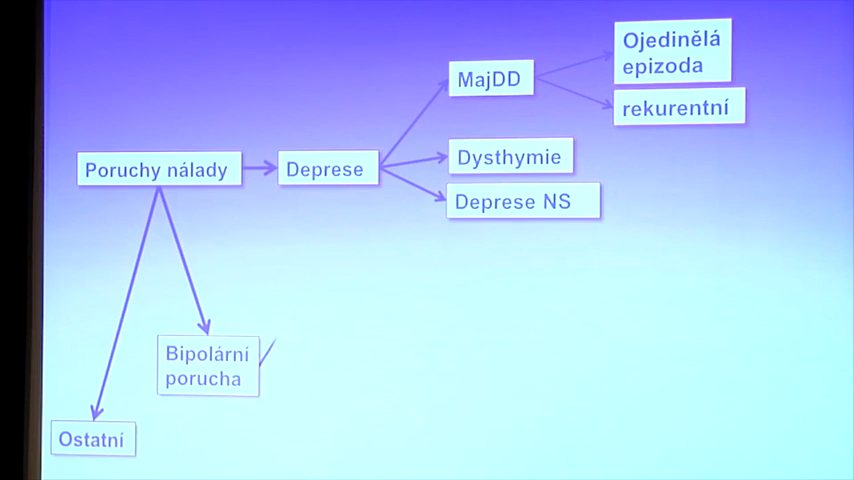 Ojedinělá
epizoda
MajDD
rekurentní
Poruchy nálady
Deprese
Dysthymie
Deprese NS
Bipolární
porucha
Ostatní